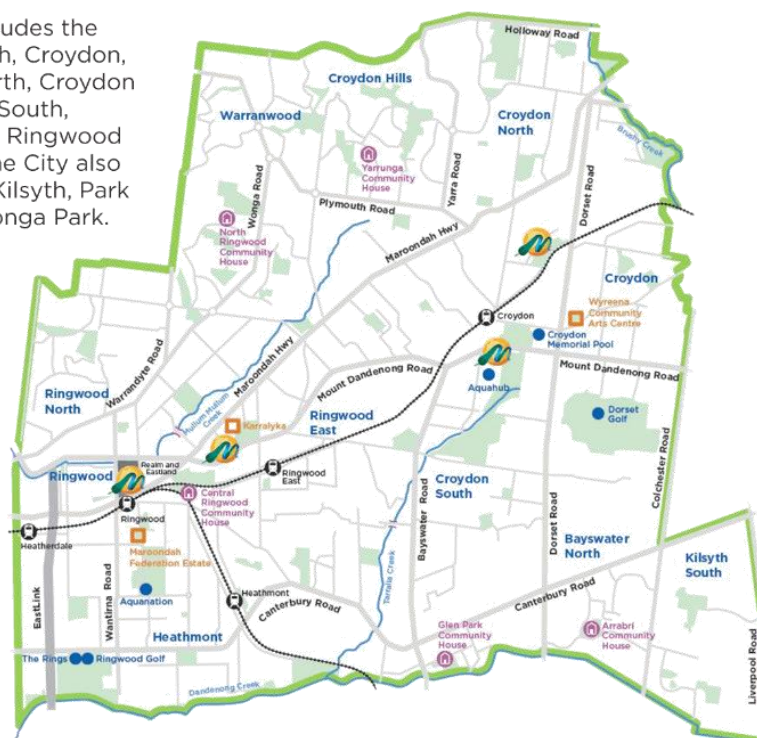 udes the
h, Croydon,
rth, Croydon
South,
Ringwood
ne City also
Kilsyth, Park
onga Park.
Holloway Road
Croydon Hills
Warranwood
Croydon
North
Brushy Creek
Yarrunga
Community
House
Yarra Road
Dorset Road
Wonga Road
Plymouth Road
North
Ringwood
Community
House
Maroondah Hwy
Croydon
Wyreena
Community
Arts Centre
Croydon
Croydon
Memorial Pool
Warrandyte Road
Maroondah Hwy
Mount Dandenong Road
Mount Dandenong Road
Aquahub
Ringwood
North
Mullum Mullum
Creek
Karralyka
Ringwood
East
Dorset
Golf
Colchester Road
Realm and
Eastland
Ringwood
Ringwood
East
Croydon
South
Central
Ringwood
Community
House
Ringwood
Heatherdale
Bayswater Road
Dorset Road
Bayswater
North
Maroondah
Federation Estate
Kilsyth
South
Tarralla Creek
EastLink
Wantirna Road
Aquanation
Heathmont
Canterbury Road
Canterbury Road
Heathmont
Glen Park
Community
House
Arrabri
Community
House
Liverpool Road
The Rings
Ringwood Golf
Dandenong Creek